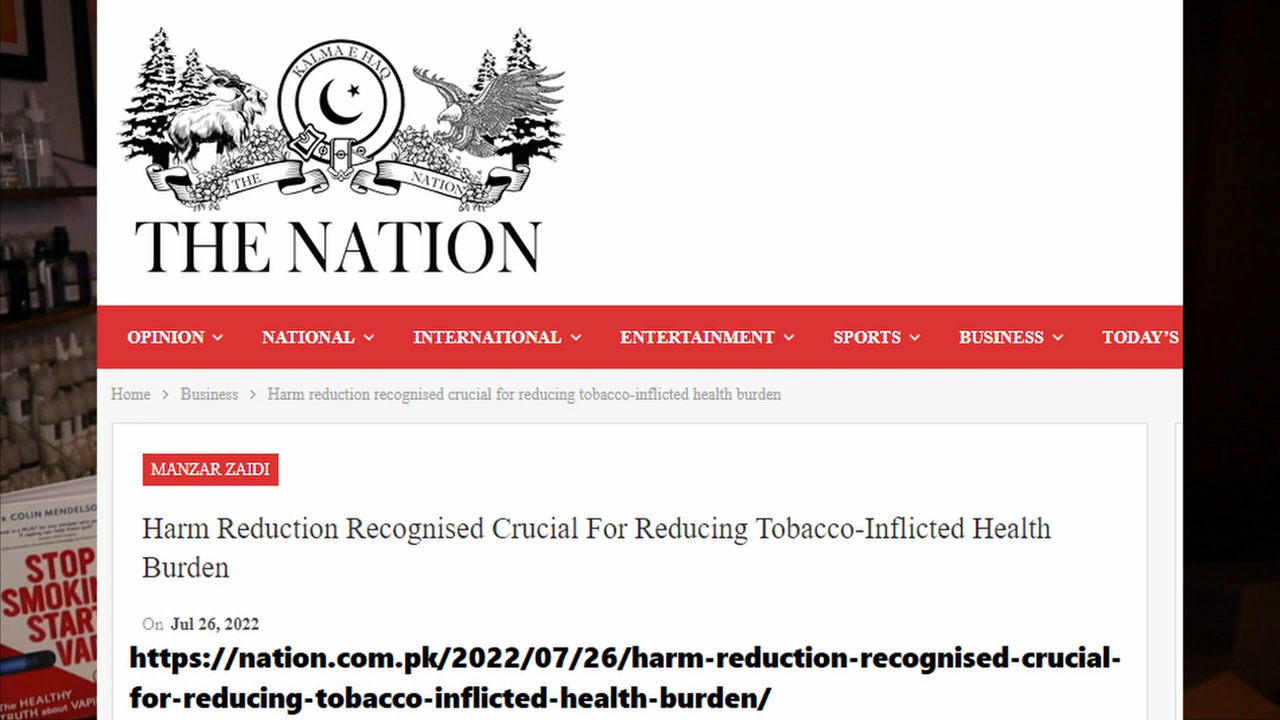 KALMA E HAQ
THE NATION
THE NATION
OPINION NATIONAL INTERNATIONAL ENTERTAINMENT SPORTS BUSINESS TODAY'S
Home > Business > Harm reduction recognised crucial for reducing tobacco-inflicted health burden
MANZAR ZAIDI
Harm Reduction Recognised Crucial For Reducing Tobacco-Inflicted Health
Burden
On Jul 26, 2022
https://nation.com.pk/2022/07/26/harm-reduction-recognised-crucial-
for-reducing-tobacco-inflicted-health-burden/
COLIN MENDELSO
STOP
SMOKIN
START
VAP
The HEALTHY
TRUTH about VAPI